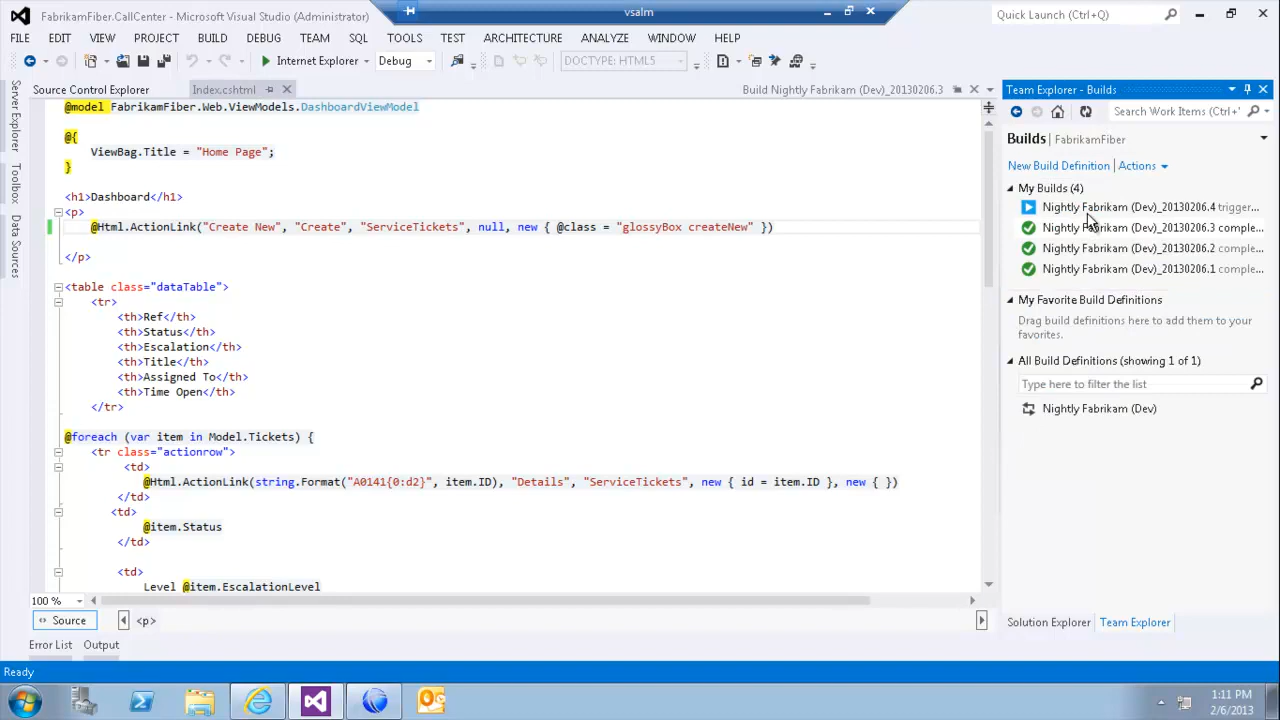 FabrikamFiber.CallCenter - Microsoft Visual Studio (Administrator)
vsalm
Quick Launch (Ctrl+Q)
FILE EDIT VIEW PROJECT BUILD DEBUG TEAM SQL TOOLS TEST ARCHITECTURE ANALYZE WINDOW HELP
Internet Explorer Debug DOCTYPE: HTML5
Source Control Explorer Index.cshtml Build Nightly Fabrikam (Dev)_20130206.3
Server Explorer
Toolbox
Data Sources
@model FabrikamFiber.Web.ViewModels.DashboardViewModel
@{
ViewBag.Title = "Home Page";
}
<h1>Dashboard</h1>
<p>
@Html.ActionLink("Create New", "Create", "ServiceTickets", null, new { @class = "glossyBox createNew" })
</p>
<table class="dataTable">
<tr>
<th>Ref</th>
<th>Status</th>
<th>Escalation</th>
<th>Title</th>
<th>Assigned To</th>
<th>Time Open</th>
</tr>
@foreach (var item in Model.Tickets) {
<tr class="actionrow">
<td>
@Html.ActionLink(string.Format("A0141{0:d2}", item.ID), "Details", "ServiceTickets", new { id = item.ID }, new { })
</td>
<td>
@item.Status
</td>
<td>
Level @item.EscalationLevel
100 %
Source <p>
Error List Output
Ready
Team Explorer - Builds
Search Work Items (Ctrl+'
Builds | FabrikamFiber
New Build Definition | Actions
My Builds (4)
Nightly Fabrikam (Dev)_20130206.4 trigger...
Nightly Fabrikam (Dev)_20130206.3 comple...
Nightly Fabrikam (Dev)_20130206.2 comple...
Nightly Fabrikam (Dev)_20130206.1 comple...
My Favorite Build Definitions
Drag build definitions here to add them to your
favorites.
All Build Definitions (showing 1 of 1)
Type here to filter the list
Nightly Fabrikam (Dev)
Solution Explorer Team Explorer
1:11 PM
2/6/2013